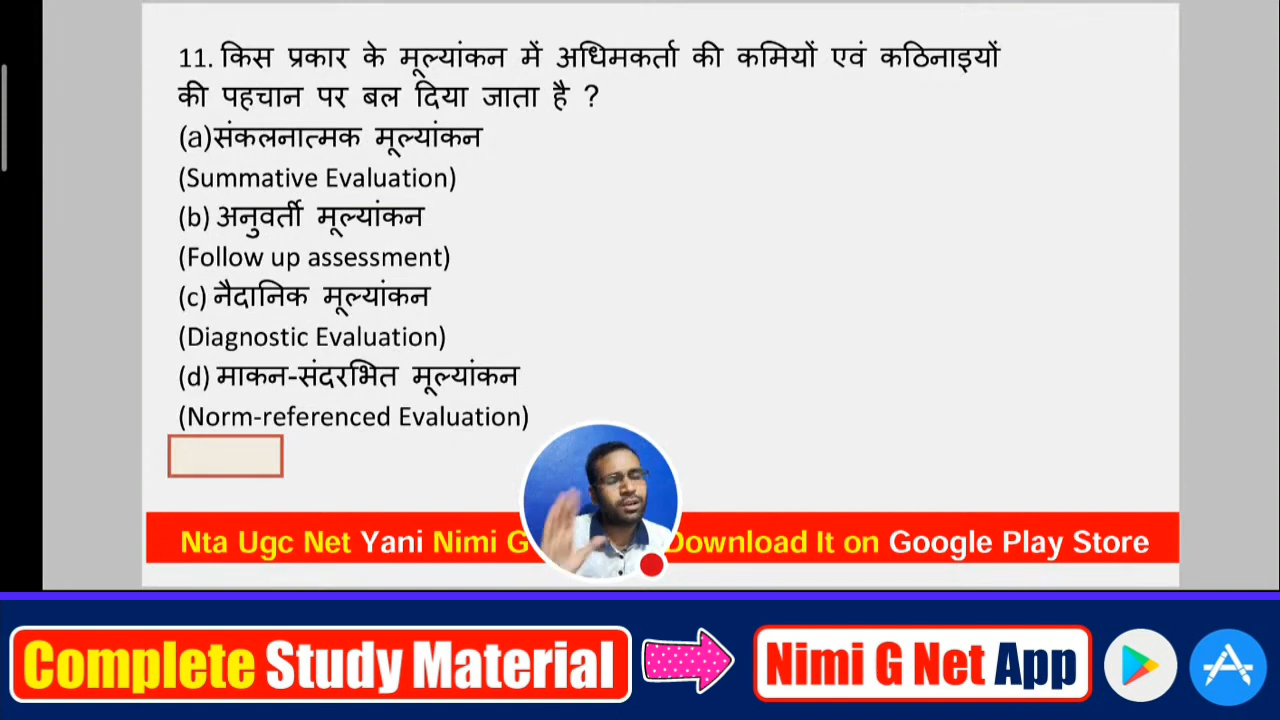 11. किस प्रकार के मूल्यांकन में अधिमकर्ता की कमियों एवं कठिनाइयों
की पहचान पर बल दिया जाता है ?
(a)संकलनात्मक मूल्यांकन
(Summative Evaluation)
(b) अनुवर्ती मूल्यांकन
(Follow up assessment)
(c) नैदानिक मूल्यांकन
(Diagnostic Evaluation)
(d) माकन-संदरभित मूल्यांकन
(Norm-referenced Evaluation)
Nta Ugc Net Yani Nimi G Download It on Google Play Store
Complete Study Material Nimi G Net App